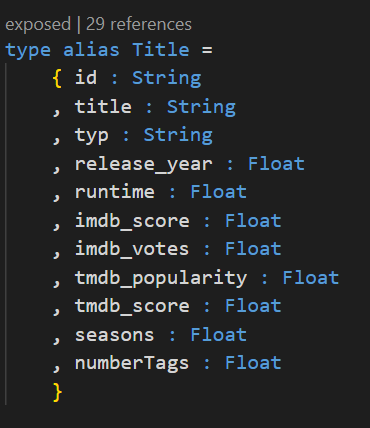 exposed | 29 references
type alias Title =
    { id : String
    , title : String
    , typ : String
    , release_year : Float
    , runtime : Float
    , imdb_score : Float
    , imdb_votes : Float
    , tmdb_popularity : Float
    , tmdb_score : Float
    , seasons : Float
    , numberTags : Float
    }